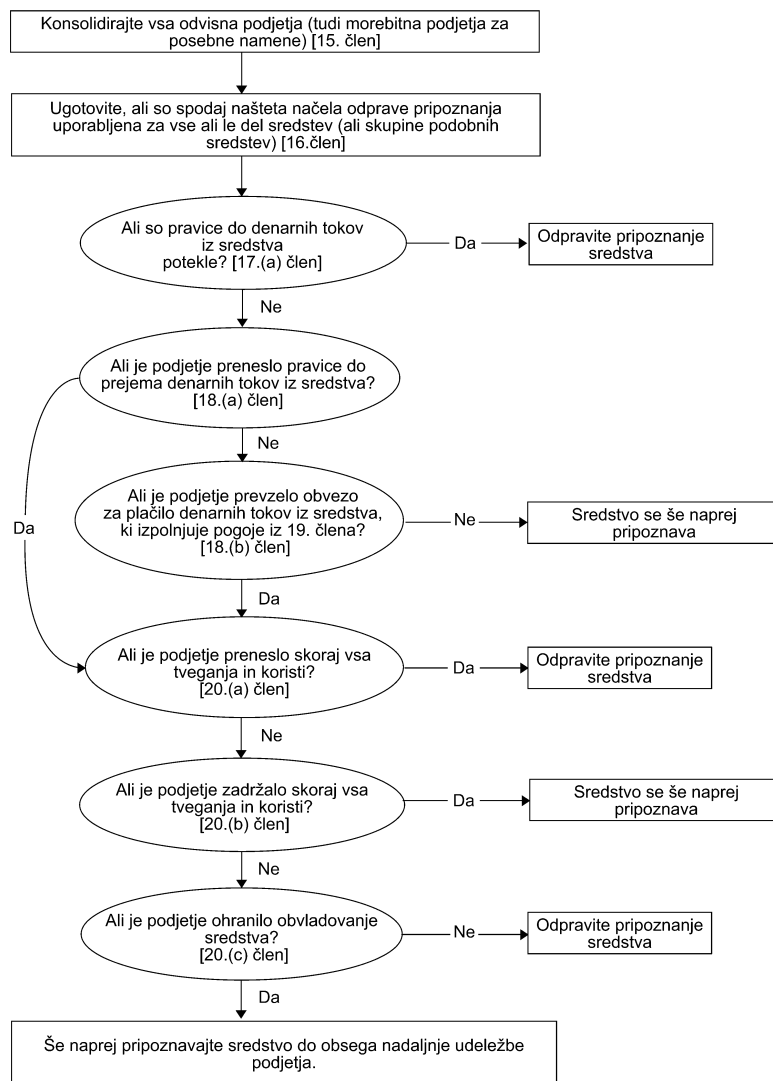 Konsolidirajte vsa odvisna podjetja (tudi morebitna podjetja za
posebne namene) [15. člen]
Ugotovite, ali so spodaj našteta načela odprave pripoznanja
uporabljena za vse ali le del sredstev (ali skupine podobnih
sredstev) [16.člen]
Ali so pravice do denarnih tokov
iz sredstva
potekle? [17.(a) člen]
Da
Odpravite pripoznanje
sredstva
Ne
Ali je podjetje preneslo pravice do
prejema denarnih tokov iz sredstva?
[18.(a) člen]
Ne
Da
Ali je podjetje prevzelo obvezo
za plačilo denarnih tokov iz sredstva,
ki izpolnjuje pogoje iz 19. člena?
[18.(b) člen]
Ne
Sredstvo se še naprej
pripoznava
Da
Ali je podjetje preneslo skoraj vsa
tveganja in koristi?
[20.(a) člen]
Da
Odpravite pripoznanje
sredstva
Ne
Ali je podjetje zadržalo skoraj vsa
tveganja in koristi?
[20.(b) člen]
Da
Sredstvo se še naprej
pripoznava
Ne
Ali je podjetje ohranilo obvladovanje
sredstva?
[20.(c) člen]
Ne
Odpravite pripoznanje
sredstva
Da
Še naprej pripoznavajte sredstvo do obsega nadaljnje udeležbe
podjetja.